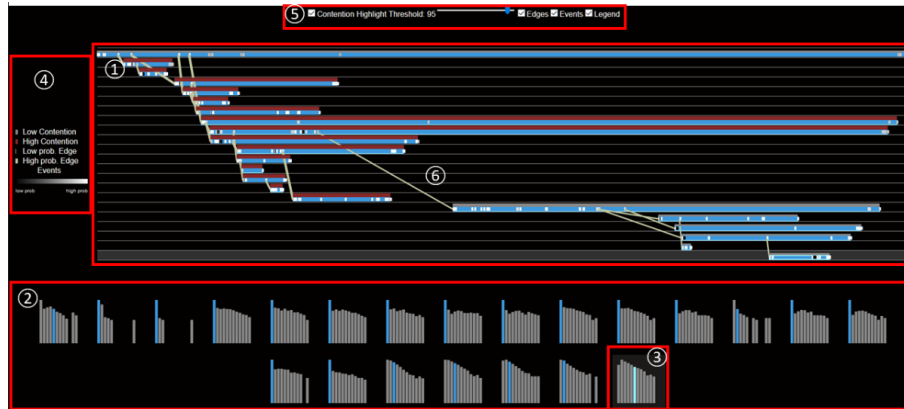 ⑤ Contention Highlight Threshold: 95 Edges Events Legend
①
④
Low Contention
High Contention
Low prob. Edge
High prob. Edge
Events
low prob high prob
⑥
②
③